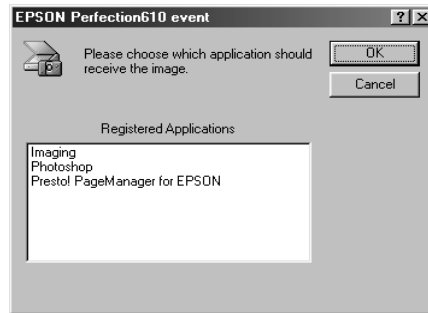 EPSON Perfection610 event
Please choose which application should
receive the image.
OK
Cancel
Registered Applications
Imaging
Photoshop
Presto! PageManager for EPSON